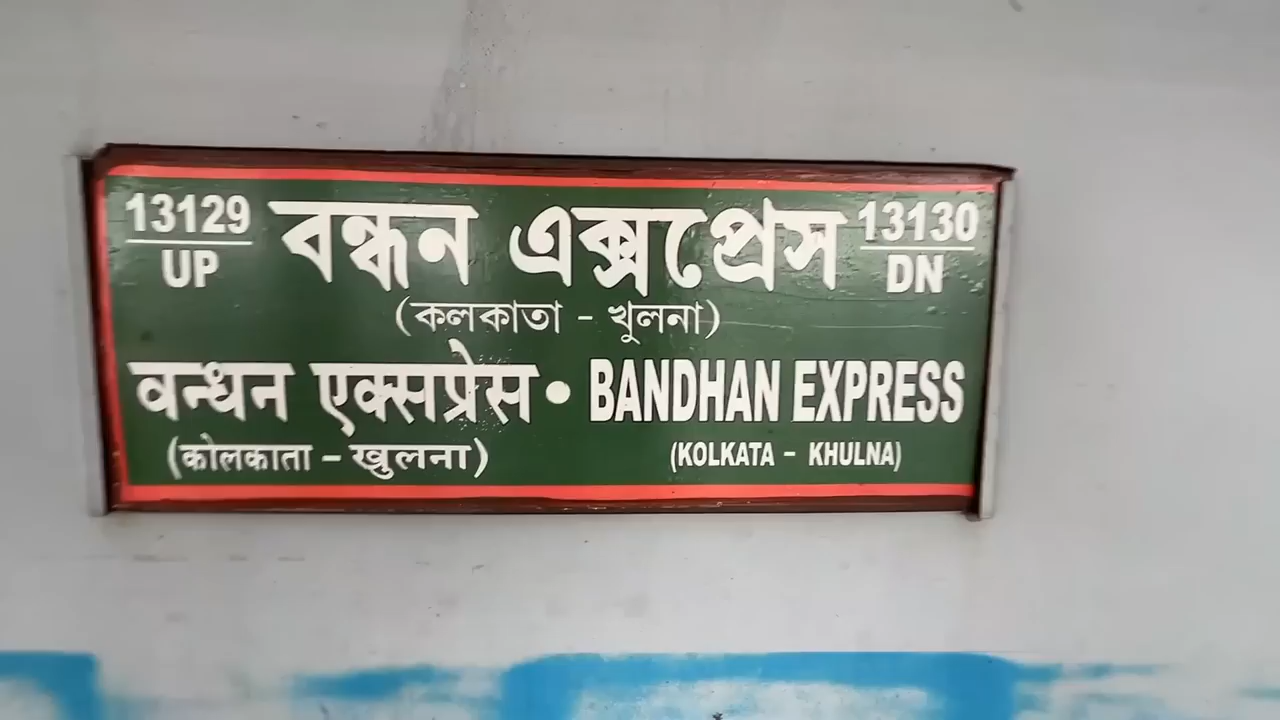 13129 বন্ধন এক্সপ্রেস 13130
UP DN
(কলকাতা - খুলনা)
बन्धन एक्सप्रेस • BANDHAN EXPRESS
(कोलकाता - खुलना) (KOLKATA - KHULNA)